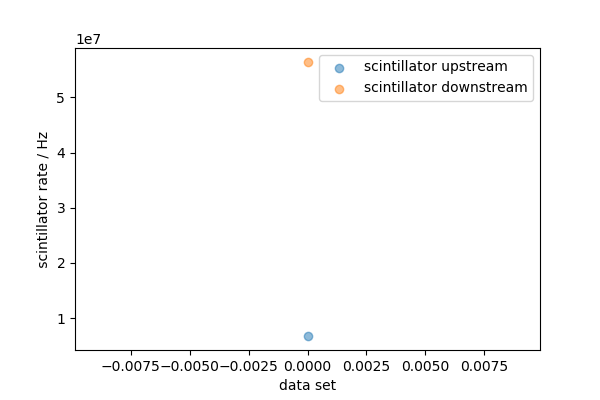 1e7
scintillator upstream
scintillator downstream
5
4
3
2
1
scintillator rate / Hz
−0.0075 −0.0050 −0.0025 0.0000 0.0025 0.0050 0.0075
data set